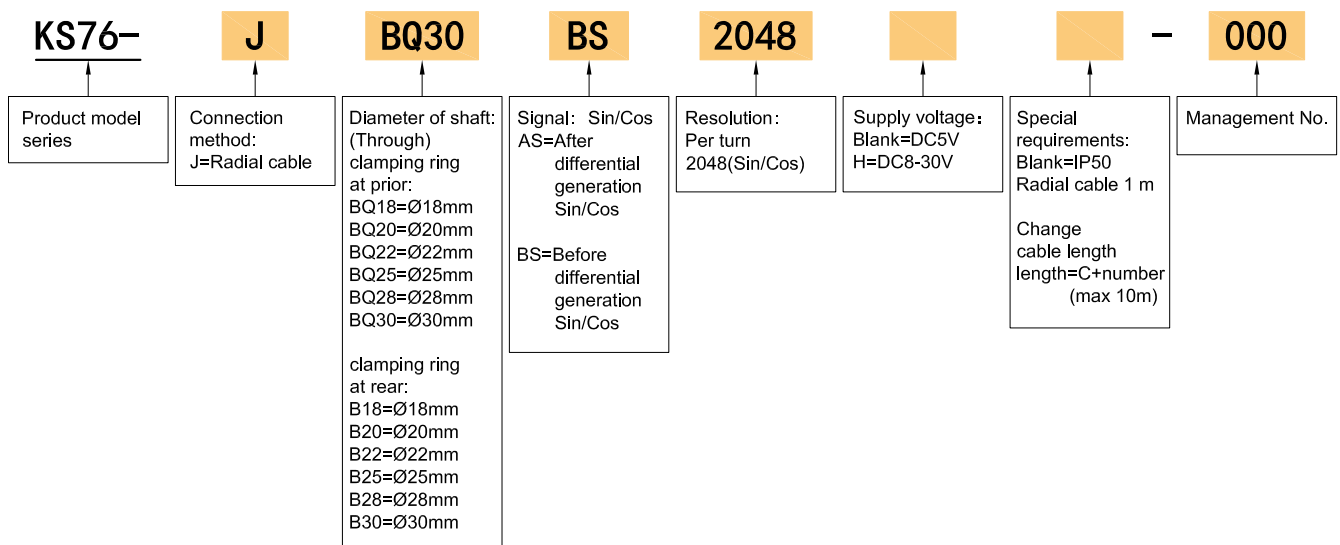 KS76- J BQ30 BS 2048 - 000
Product model
series
Connection
method:
J=Radial cable
Diameter of shaft:
(Through)
clamping ring
at prior:
BQ18=Ø18mm
BQ20=Ø20mm
BQ22=Ø22mm
BQ25=Ø25mm
BQ28=Ø28mm
BQ30=Ø30mm
clamping ring
at rear:
B18=Ø18mm
B20=Ø20mm
B22=Ø22mm
B25=Ø25mm
B28=Ø28mm
B30=Ø30mm
Signal: Sin/Cos
AS=After
differential
generation
Sin/Cos
BS=Before
differential
generation
Sin/Cos
Resolution:
Per turn
2048(Sin/Cos)
Supply voltage:
Blank=DC5V
H=DC8-30V
Special
requirements:
Blank=IP50
Radial cable 1 m
Change
cable length
length=C+number
(max 10m)
Management No.